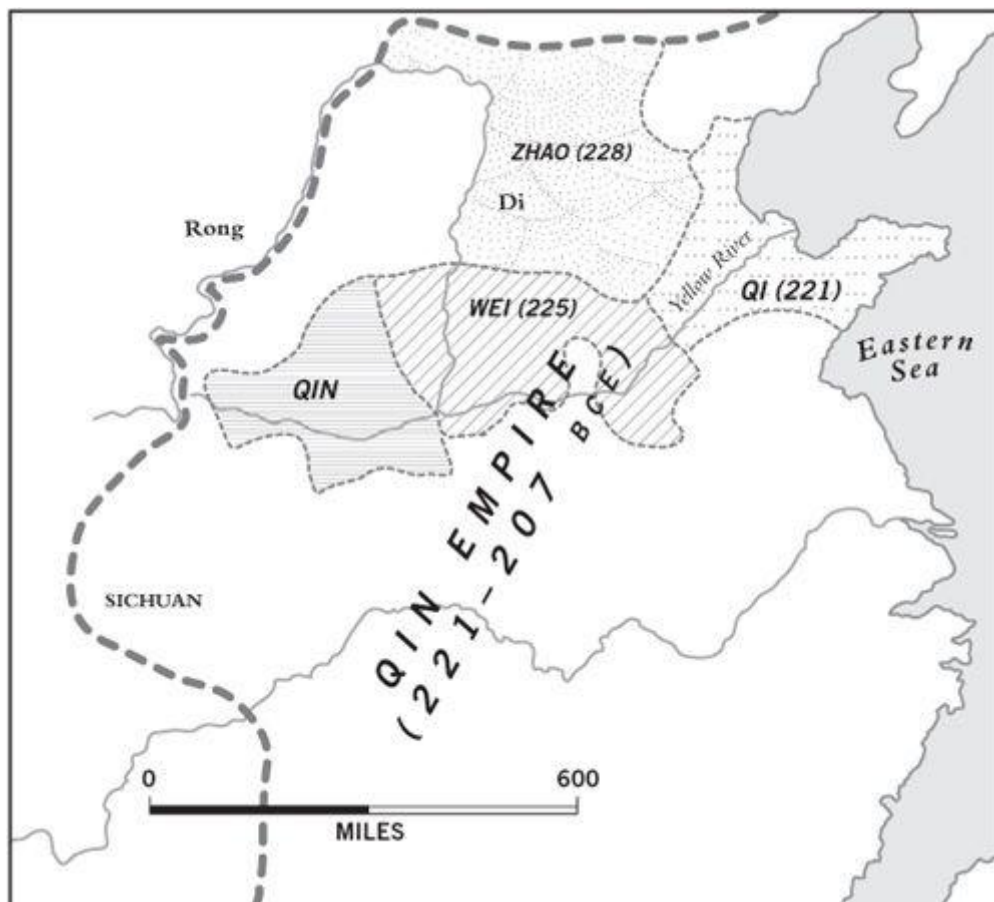 ZHAO (228)
Di
Rong
Yellow River
QI (221)
WEI (225)
Eastern
Sea
QIN
QIN EMPIRE
(221–207 BCE)
SICHUAN
0
600
MILES